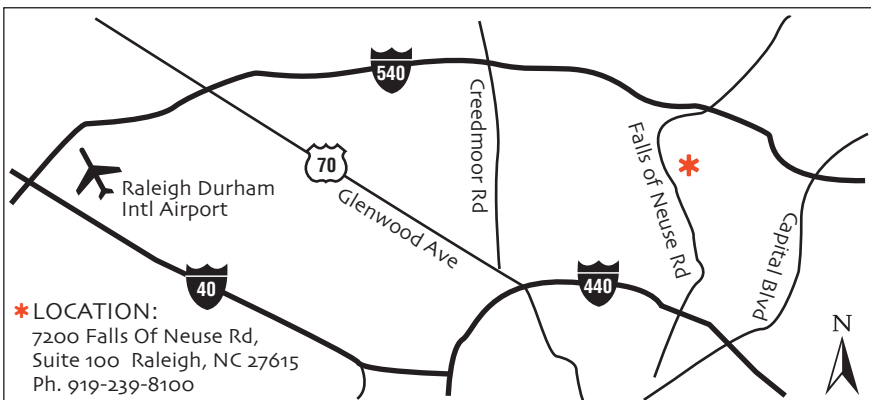 540
Creedmoor Rd
Falls of Neuse Rd
70
Raleigh Durham
Intl Airport
Glenwood Ave
Capital Blvd
40
440
* LOCATION:
7200 Falls Of Neuse Rd,
Suite 100 Raleigh, NC 27615
Ph. 919-239-8100
N